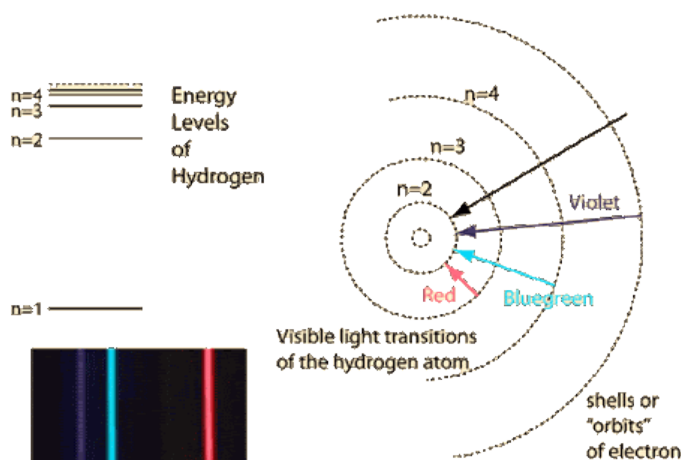 n=4
n=3
n=2
n=1
Energy
Levels
of
Hydrogen
n=4
n=3
n=2
Violet
Bluegreen
Red
Visible light transitions
of the hydrogen atom
shells or
"orbits"
of electron